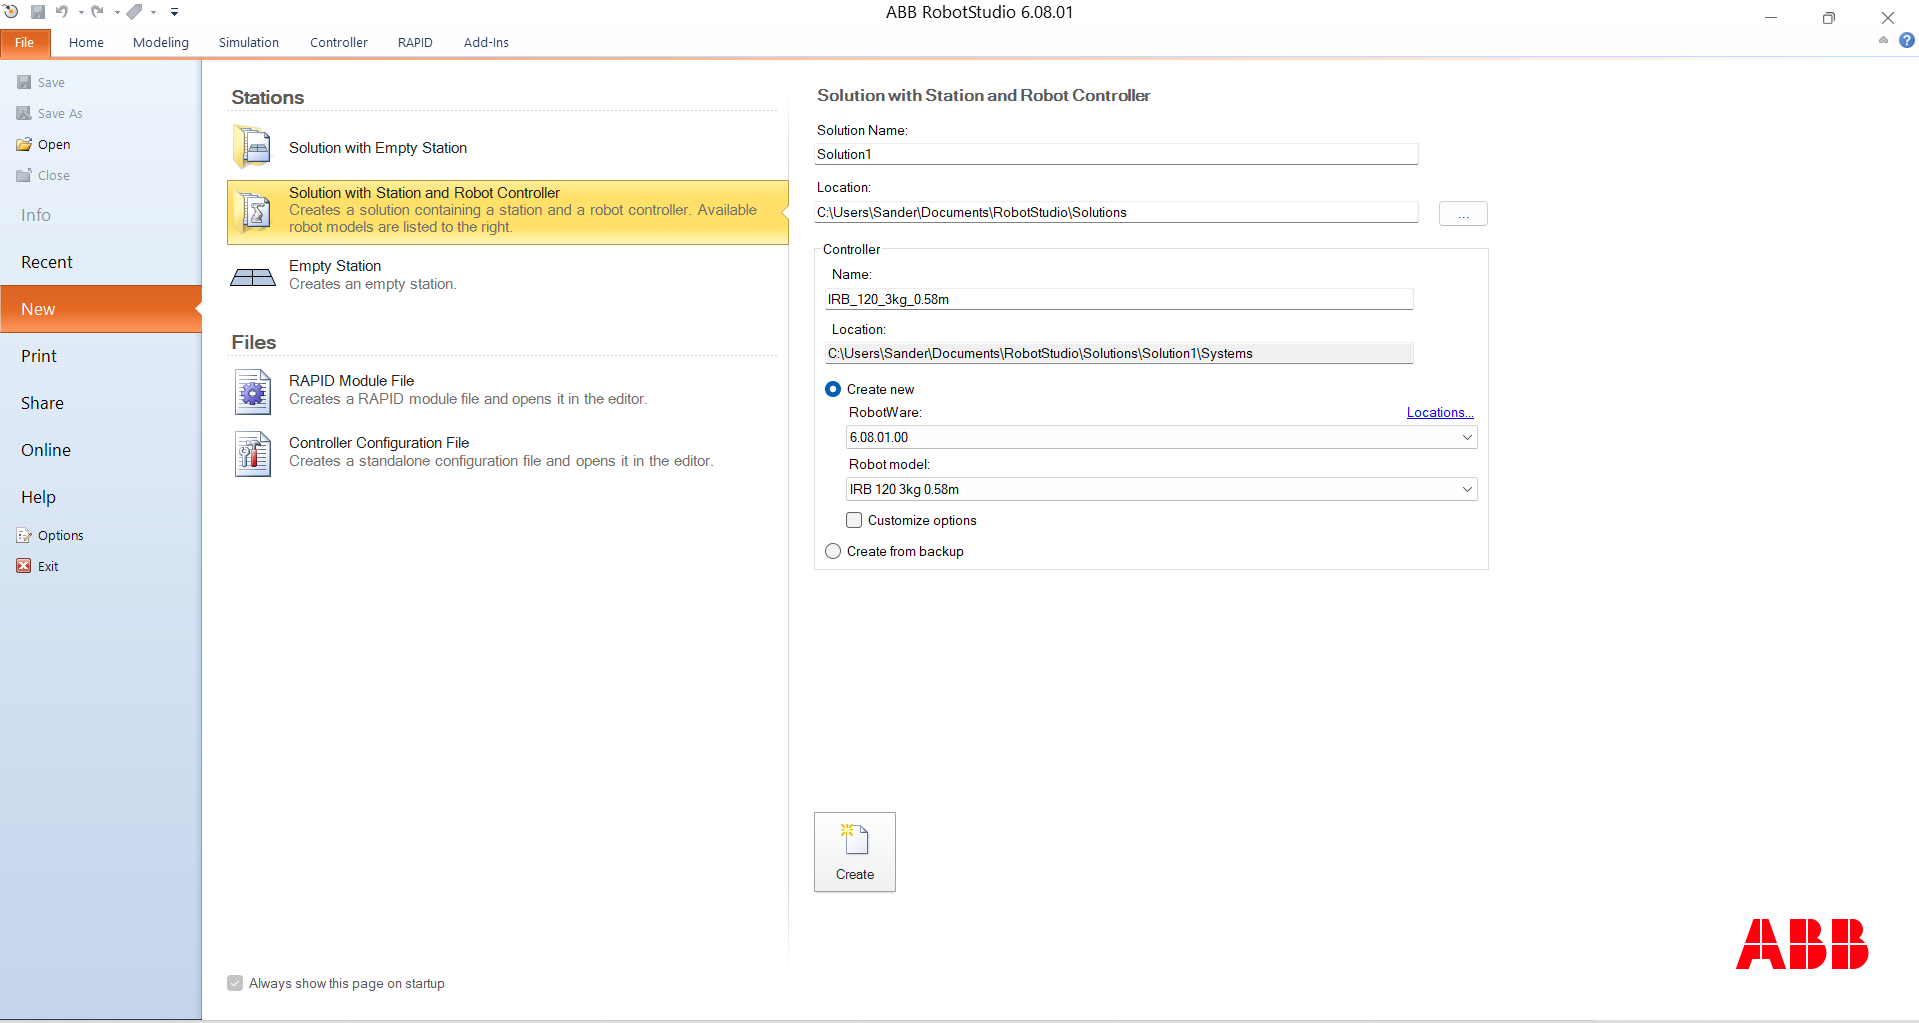 ABB RobotStudio 6.08.01
File
Home
Modeling
Simulation
Controller
RAPID
Add-Ins
Save
Save As
Open
Close
Info
Recent
New
Print
Share
Online
Help
Options
Exit
Stations
Solution with Empty Station
Solution with Station and Robot Controller
Creates a solution containing a station and a robot controller. Available
robot models are listed to the right.
Empty Station
Creates an empty station.
Files
RAPID Module File
Creates a RAPID module file and opens it in the editor.
Controller Configuration File
Creates a standalone configuration file and opens it in the editor.
Always show this page on startup
Solution with Station and Robot Controller
Solution Name:
Solution1
Location:
C:\Users\Sander\Documents\RobotStudio\Solutions
...
Controller
Name:
IRB_120_3kg_0.58m
Location:
C:\Users\Sander\Documents\RobotStudio\Solutions\Solution1\Systems
Create new
RobotWare:
Locations...
6.08.01.00
Robot model:
IRB 120 3kg 0.58m
Customize options
Create from backup
Create
ABB